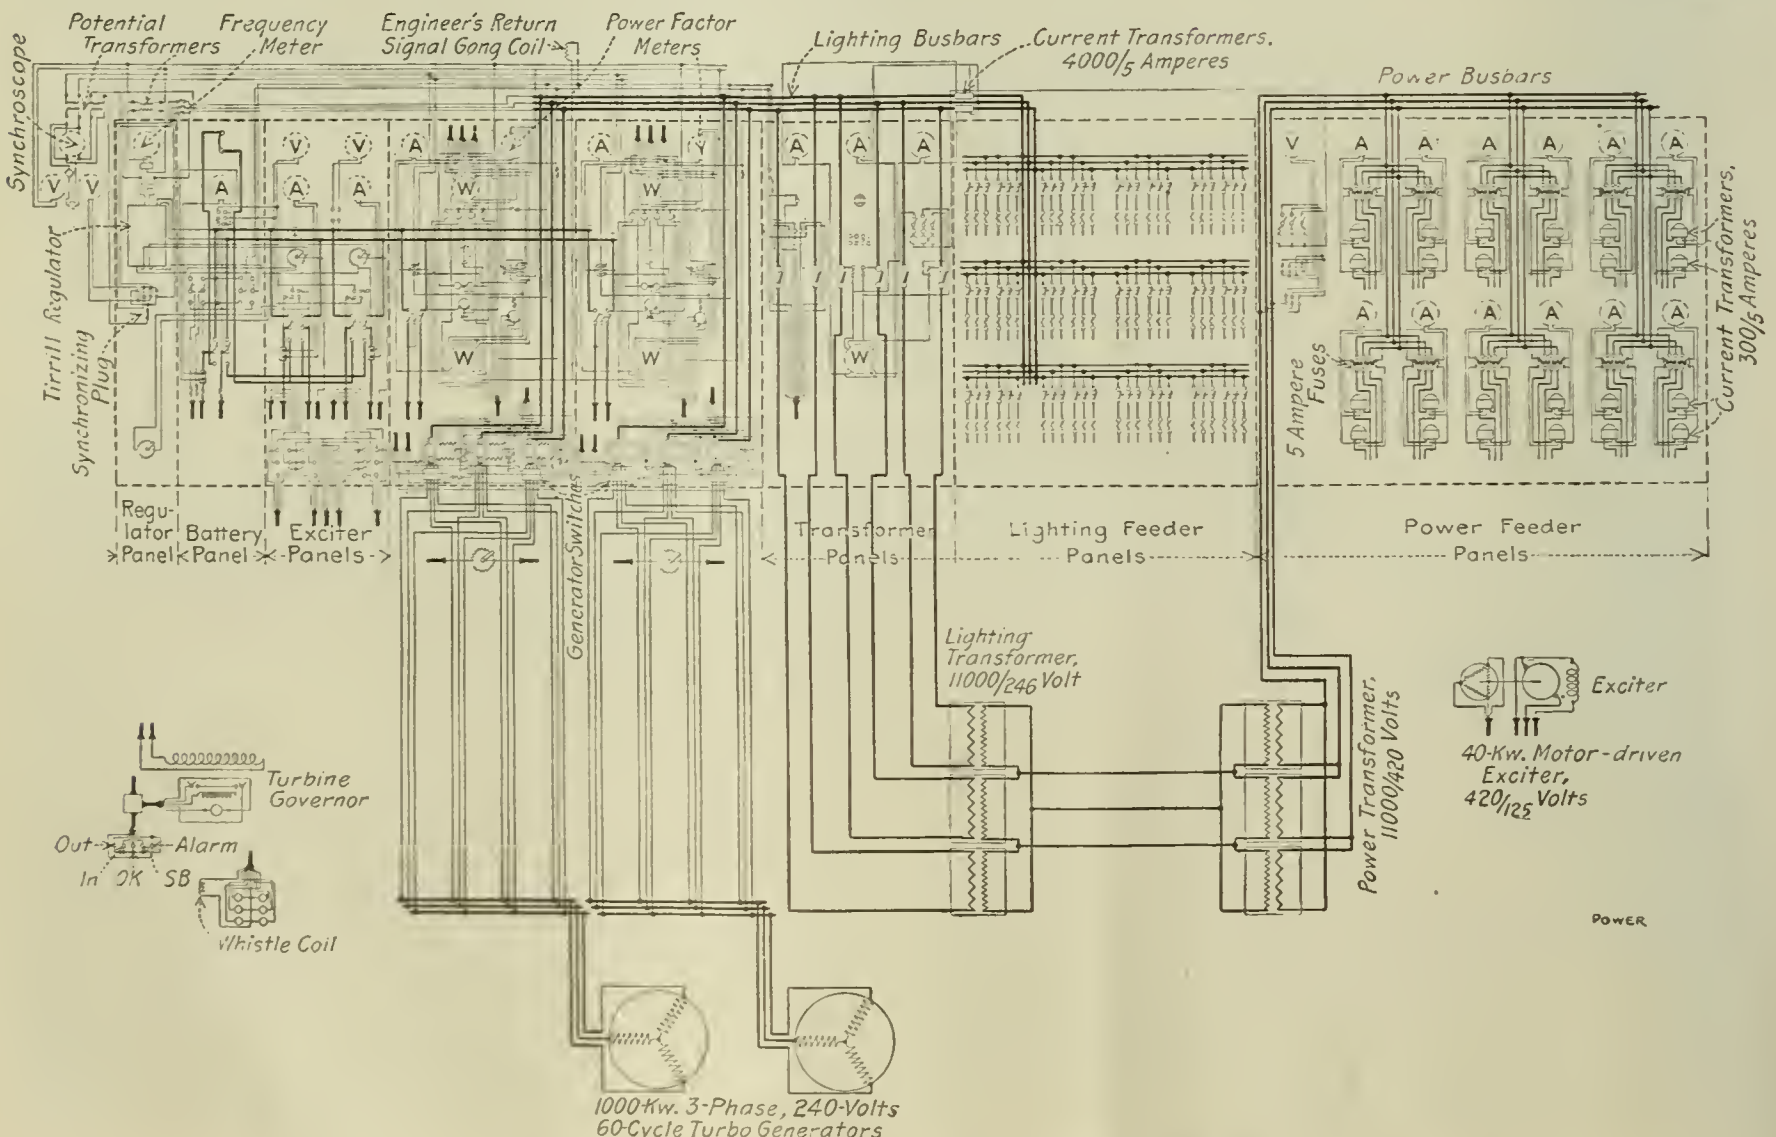 Synchroscope
Potential
Transformers
Frequency
Meter
Engineer's Return
Signal Gong Coil
Power Factor
Meters
Lighting Busbars
Current Transformers,
4000/5 Amperes
Power Busbars
V
V
V
A
V
V
A
A
A
W
W
A
W
W
A
A
A
W
V
A
A
A
A
A
A
A
A
A
A
A
A
Current Transformers,
300/5 Amperes
Current Transformers,
300/5 Amperes
Tirrill Regulator
Synchronizing
Plug
5 Ampere
Fuses
Regu-
lator
Panel
Battery
Panel
Exciter
Panels
Generator Switches
Transformer
Panels
Lighting Feeder
Panels
Power Feeder
Panels
Lighting
Transformer,
11000/246 Volt
Power Transformer,
11000/420 Volts
Exciter
40-Kw. Motor-driven
Exciter,
420/125 Volts
Turbine
Governor
Out
Alarm
In OK SB
Whistle Coil
POWER
1000-Kw. 3-Phase, 240-Volts
60-Cycle Turbo Generators